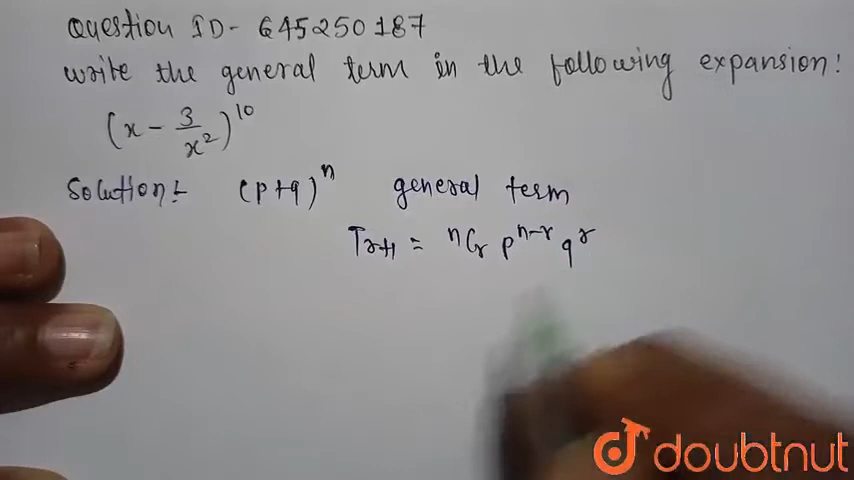 Question ID- 645250187
write the general term in the following expansion:
(x - 3/x²)¹⁰
Solution:- (p+q)ⁿ general term
Tr+1 = ⁿCr pⁿ⁻ʳ qʳ
doubtnut